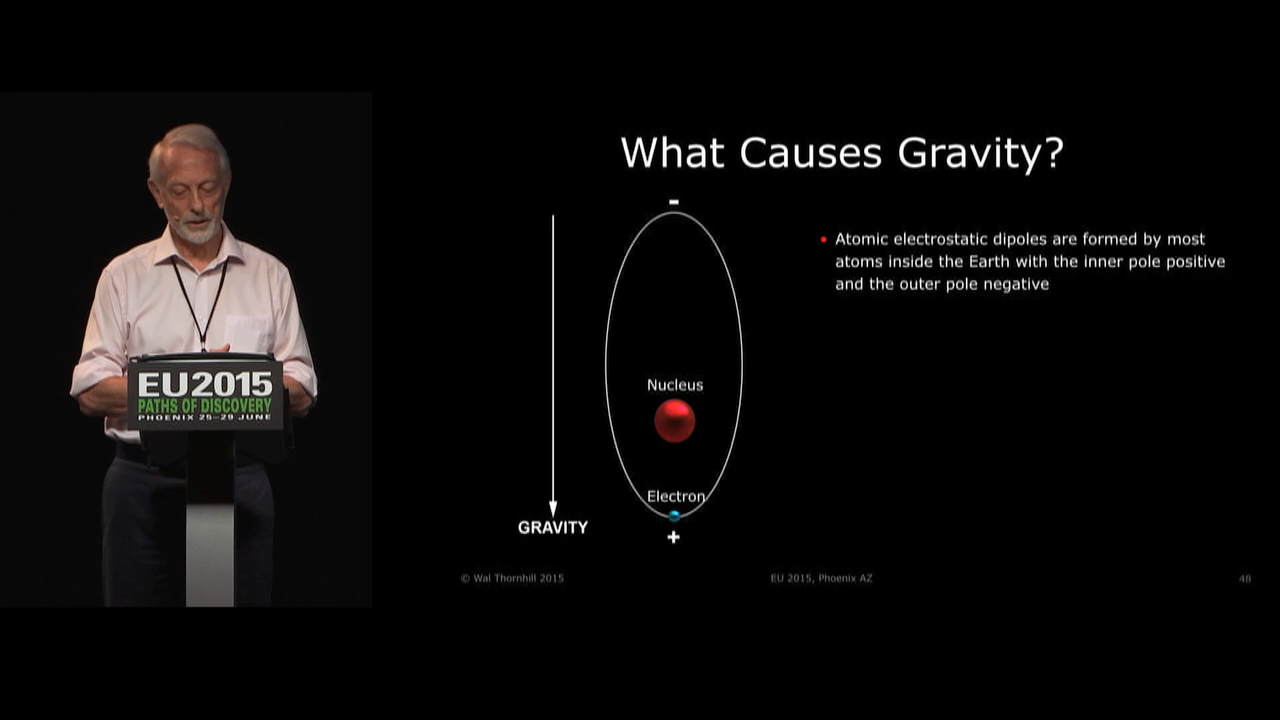 EU2015
PATHS OF DISCOVERY
PHOENIX 25–29 JUNE
What Causes Gravity?
-
• Atomic electrostatic dipoles are formed by most
atoms inside the Earth with the inner pole positive
and the outer pole negative
Nucleus
Electron
GRAVITY
+
© Wal Thornhill 2015
EU 2015, Phoenix AZ
48